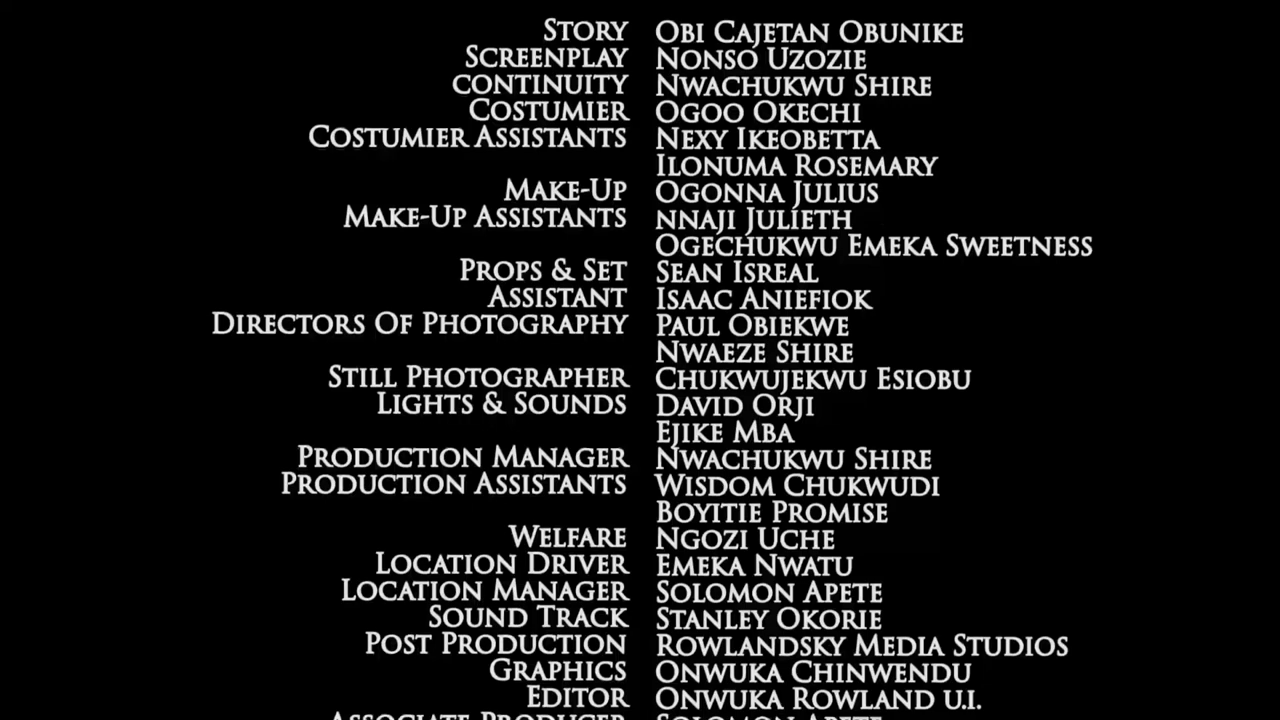 Story Obi Cajetan Obunike
Screenplay Nonso Uzozie
continuity Nwachukwu Shire
Costumier Ogoo Okechi
Costumier Assistants Nexy Ikeobetta
Ilonuma Rosemary
Make-Up Ogonna Julius
Make-Up Assistants nnaji Julieth
Ogechukwu Emeka Sweetness
Props & Set Sean Isreal
Assistant Isaac Aniefiok
Directors Of Photography Paul Obiekwe
Nwaeze Shire
Still Photographer Chukwujekwu Esiobu
Lights & Sounds David Orji
Ejike Mba
Production Manager Nwachukwu Shire
Production Assistants Wisdom Chukwudi
Boyitie Promise
Welfare Ngozi Uche
Location Driver Emeka Nwatu
Location Manager Solomon Apete
Sound Track Stanley Okorie
Post Production Rowlandsky Media Studios
Graphics Onwuka Chinwendu
Editor Onwuka Rowland u.i.
Associate Producer Solomon Apete